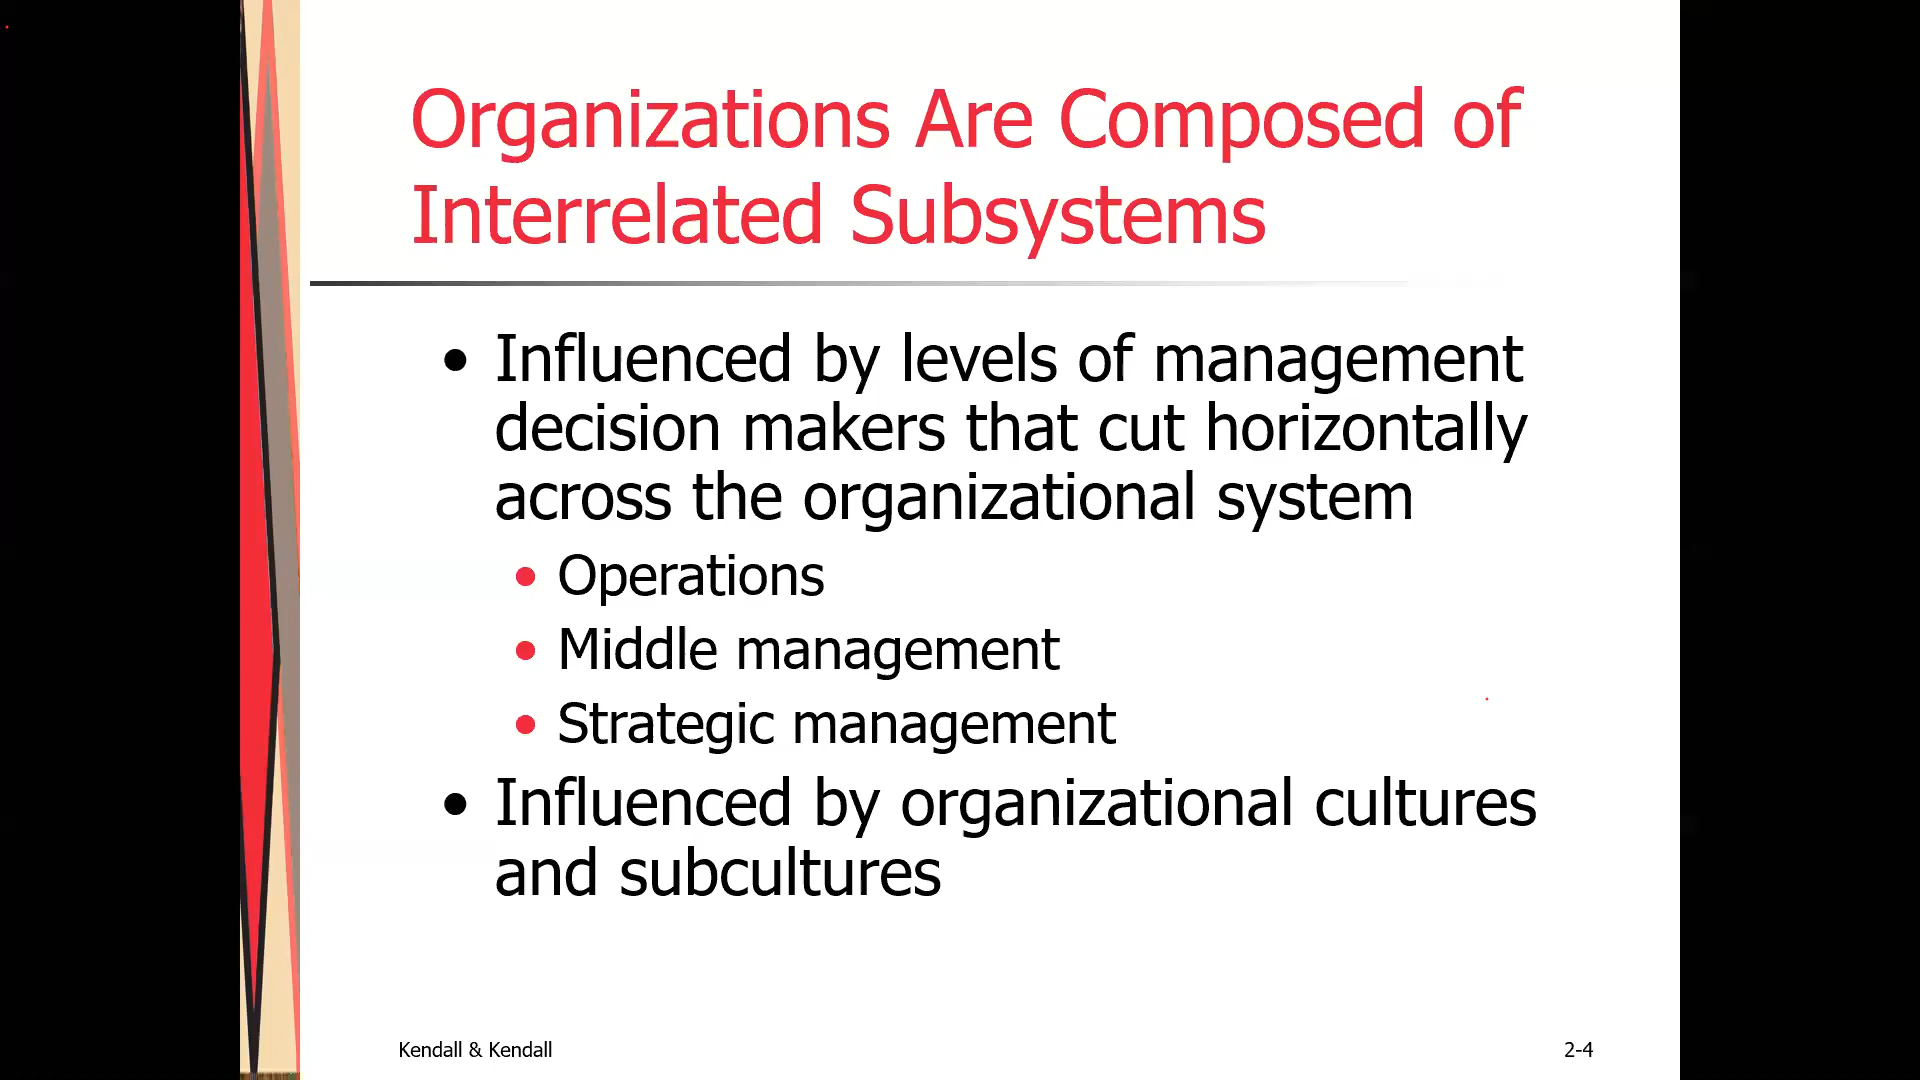 Organizations Are Composed of
Interrelated Subsystems
• Influenced by levels of management
decision makers that cut horizontally
across the organizational system
• Operations
• Middle management
• Strategic management
• Influenced by organizational cultures
and subcultures
Kendall & Kendall
2-4